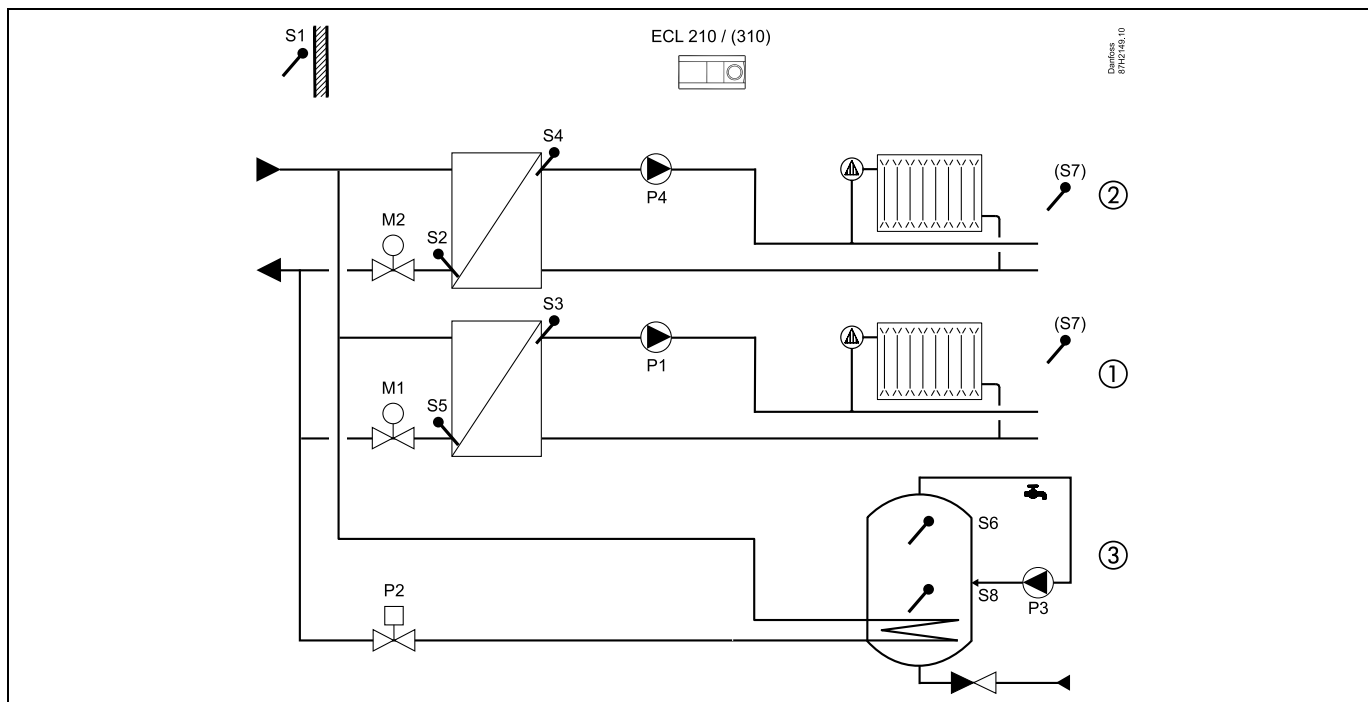 S1
ECL 210 / (310)
Danfoss
87H2149.10
S4
P4
(S7)
②
M2
S2
S3
P1
(S7)
①
M1
S5
S6
③
S8
P3
P2